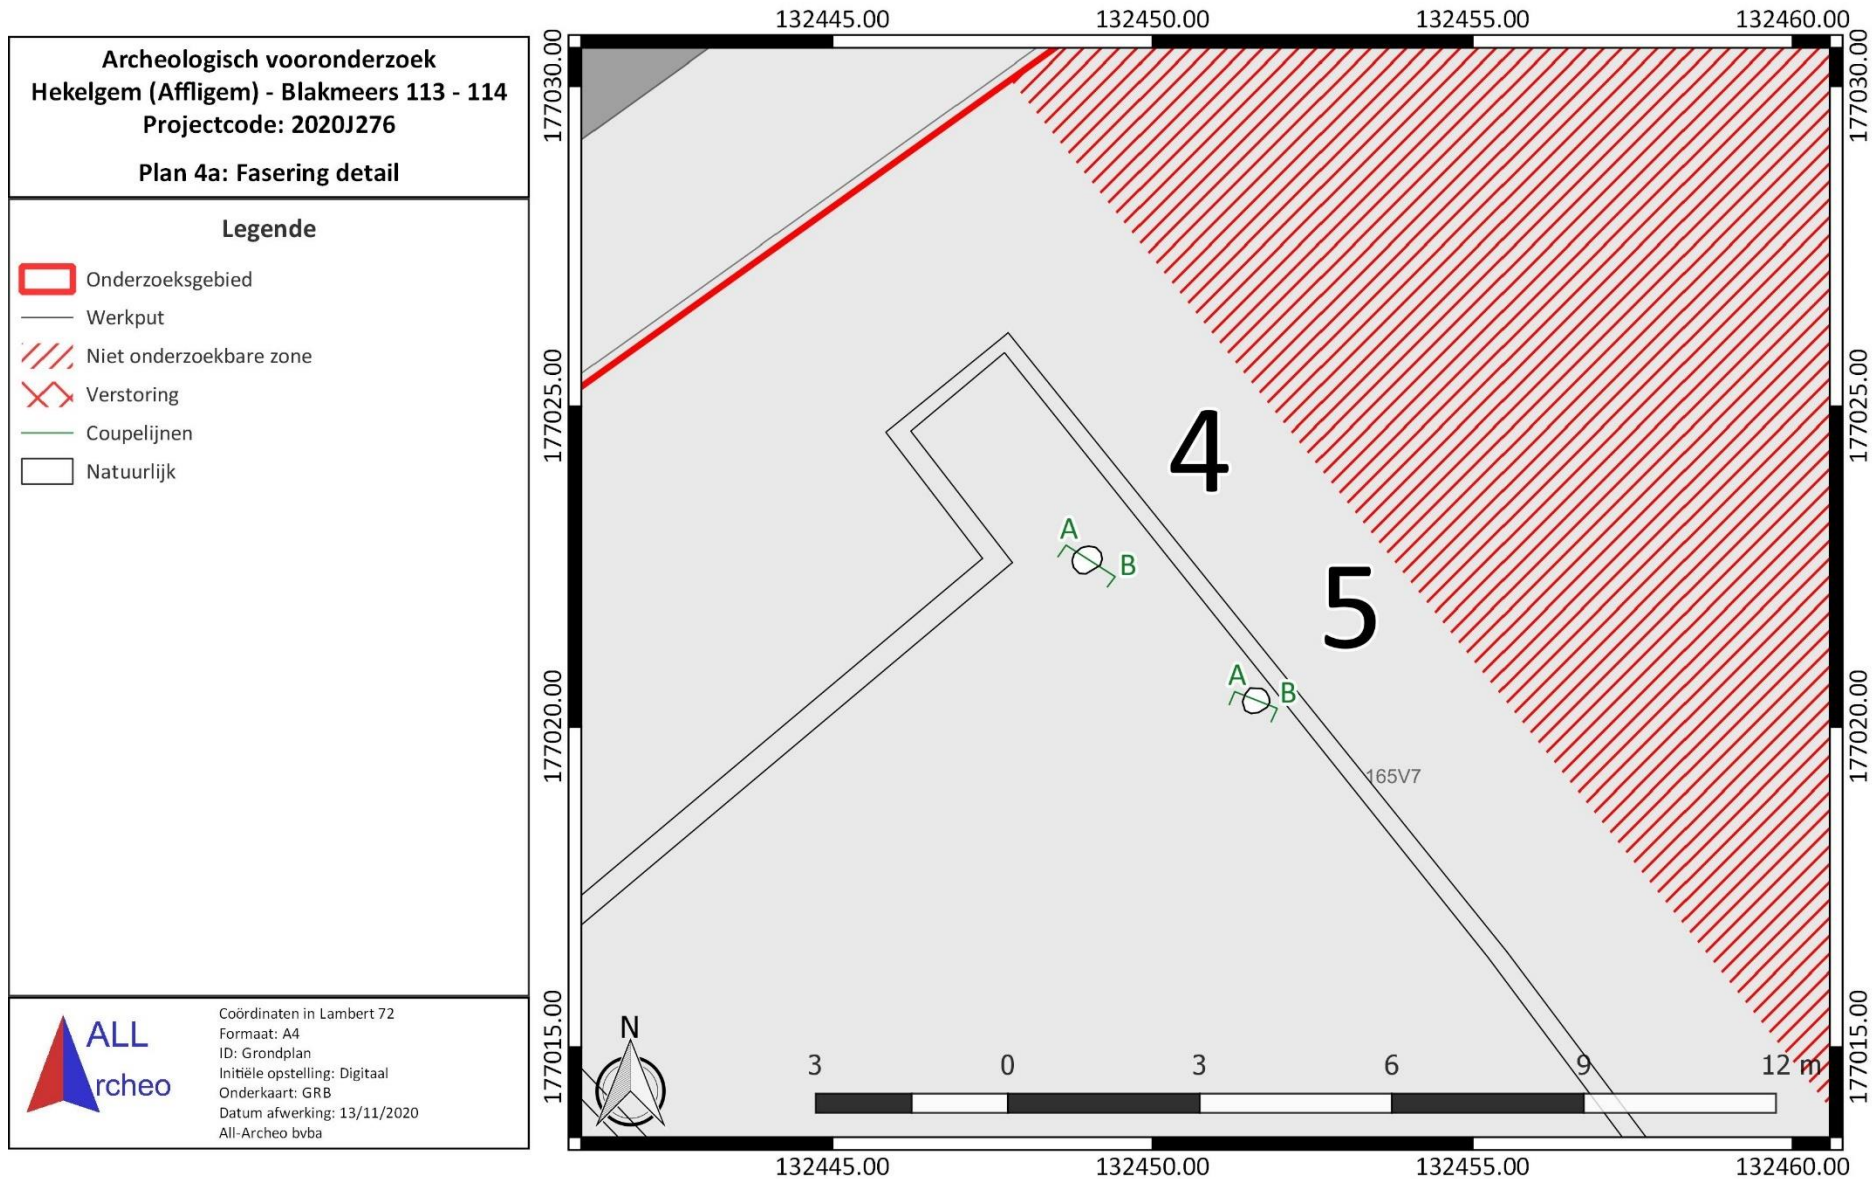 Archeologisch vooronderzoek
Hekelgem (Affligem) - Blakmeers 113 - 114
Projectcode: 2020J276
Plan 4a: Fasering detail
Legende
Onderzoeksgebied
Werkput
Niet onderzoekbare zone
Verstoring
Coupelijnen
Natuurlijk
ALL
rcheo
Coördinaten in Lambert 72
Formaat: A4
ID: Grondplan
Initiële opstelling: Digitaal
Onderkaart: GRB
Datum afwerking: 13/11/2020
All-Archeo bvba
132445.00 132450.00 132455.00 132460.00
177030.00 177030.00
177025.00 177025.00
4
A
B
5
177020.00 177020.00
A
B
165V7
177015.00 177015.00
N
3 0 3 6 9 12 m
132445.00 132450.00 132455.00 132460.00